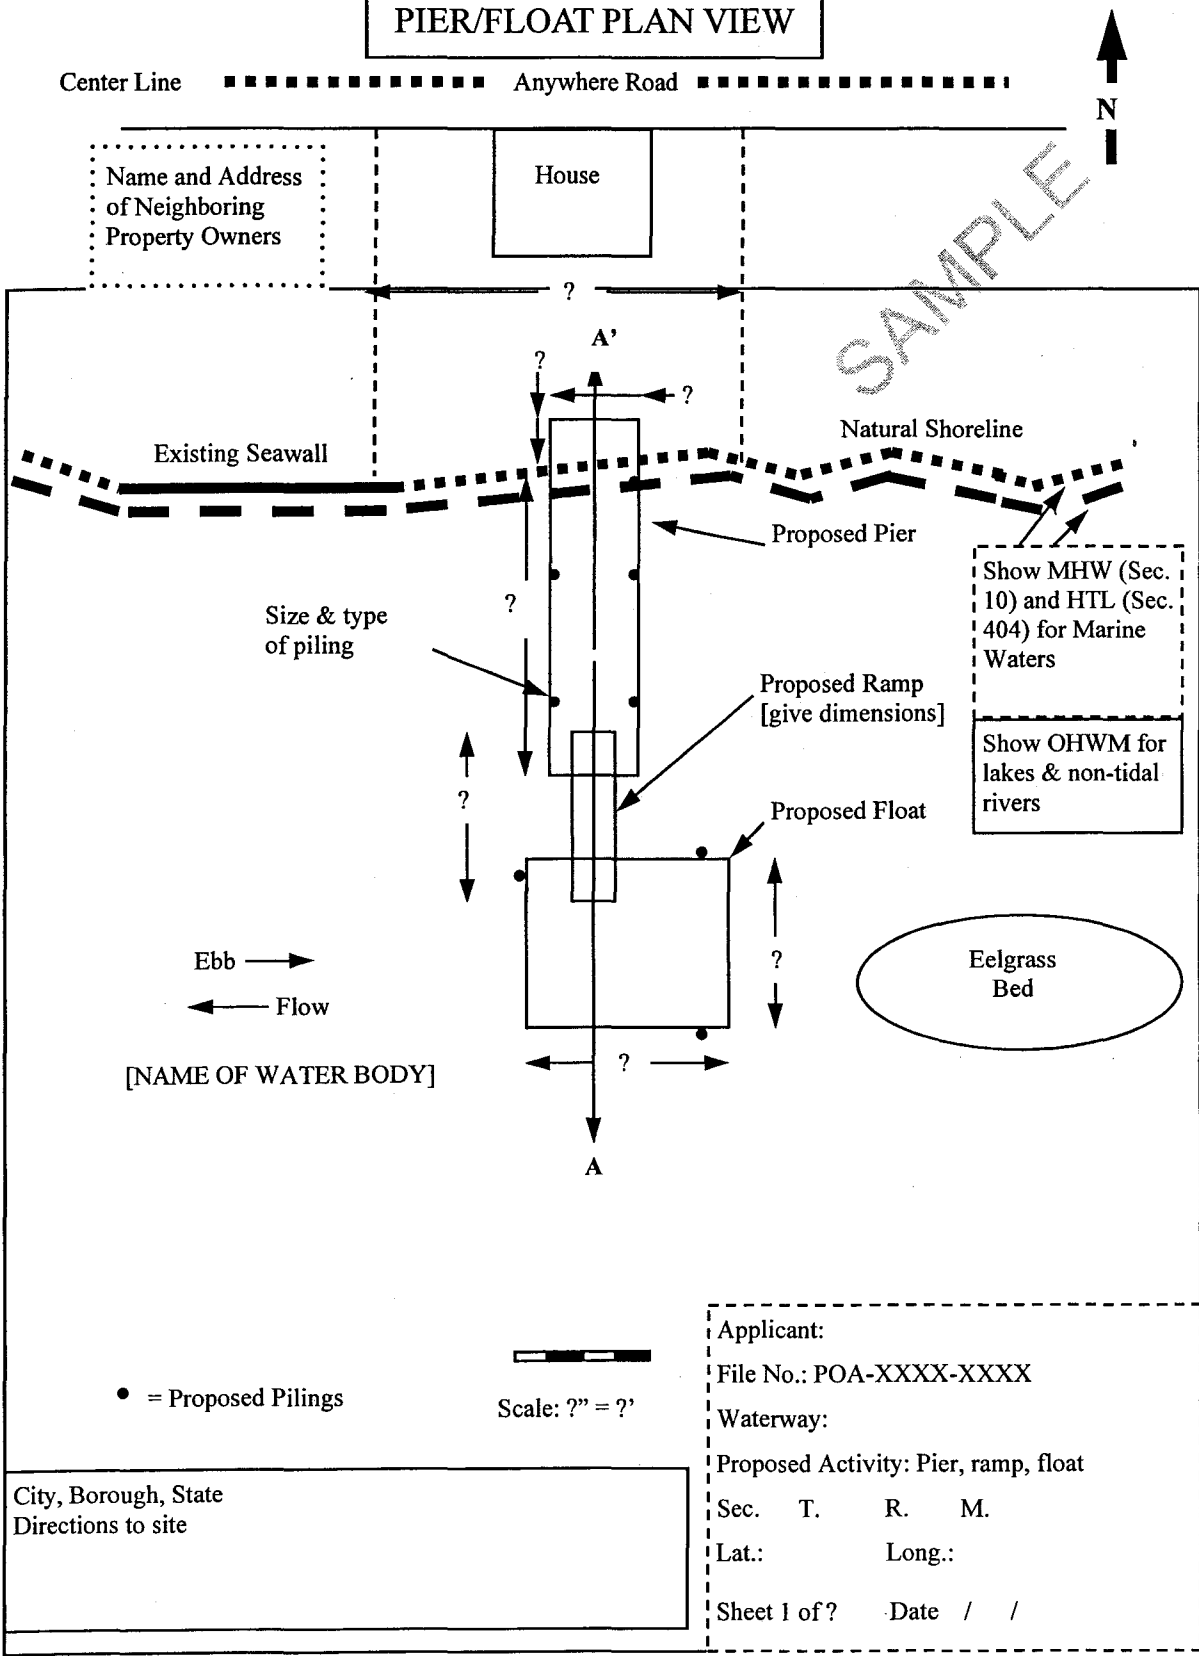 PIER/FLOAT PLAN VIEW
Center Line
Anywhere Road
N
Name and Address
of Neighboring
Property Owners
House
SAMPLE
?
A’
?
?
Existing Seawall
Natural Shoreline
Proposed Pier
Show MHW (Sec.
10) and HTL (Sec.
404) for Marine
Waters
?
Size & type
of piling
Proposed Ramp
[give dimensions]
Show OHWM for
lakes & non-tidal
rivers
?
Proposed Float
Ebb
Flow
?
Eelgrass
Bed
?
[NAME OF WATER BODY]
A
= Proposed Pilings
Scale: ?” = ?’
Applicant:
File No.: POA-XXXX-XXXX
Waterway:
Proposed Activity: Pier, ramp, float
Sec. T. R. M.
Lat.: Long.:
Sheet 1 of ? Date / /
City, Borough, State
Directions to site